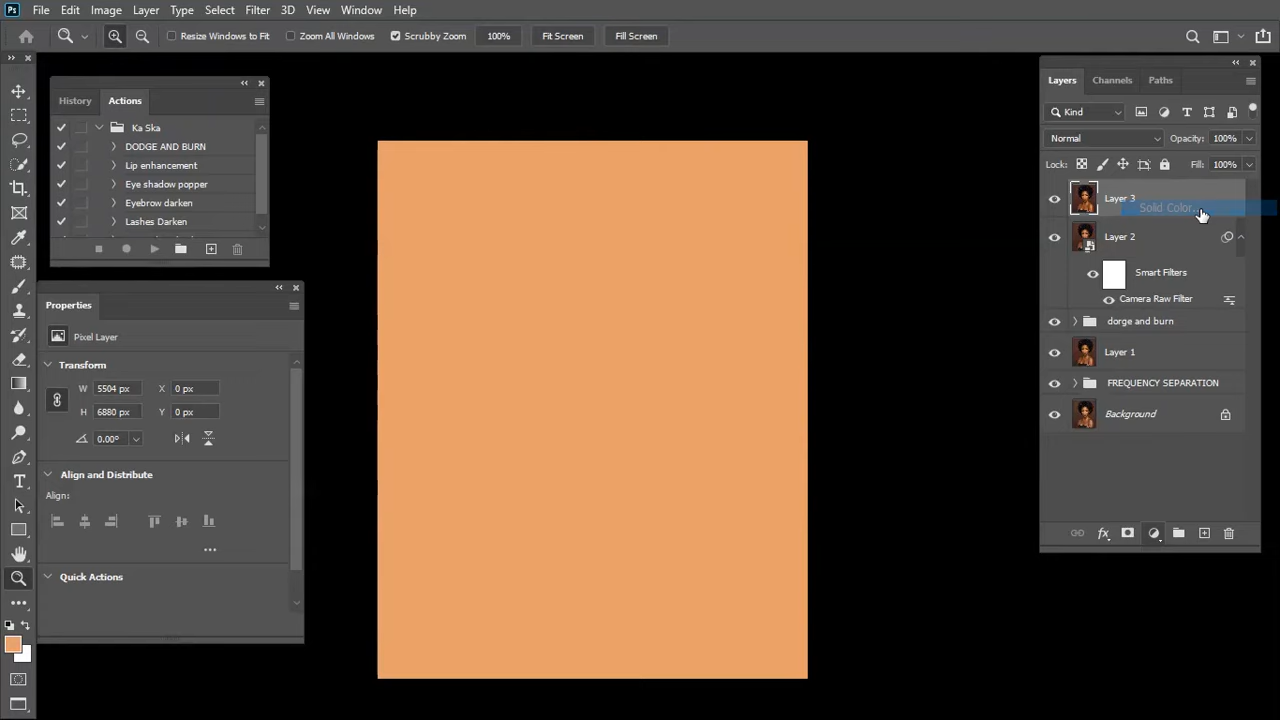 Ps File Edit Image Layer Type Select Filter 3D View Window Help
Resize Windows to Fit Zoom All Windows Scrubby Zoom 100% Fit Screen Fill Screen
History Actions
Ka Ska
DODGE AND BURN
Lip enhancement
Eye shadow popper
Eyebrow darken
Lashes Darken
Properties
Pixel Layer
Transform
W 5504 px X 0 px
H 6880 px Y 0 px
0.00°
Align and Distribute
Align:
Quick Actions
Layers Channels Paths
Kind
Normal Opacity: 100%
Lock: Fill: 100%
Layer 3
Solid Color...
Layer 2
Smart Filters
Camera Raw Filter
dorge and burn
Layer 1
FREQUENCY SEPARATION
Background